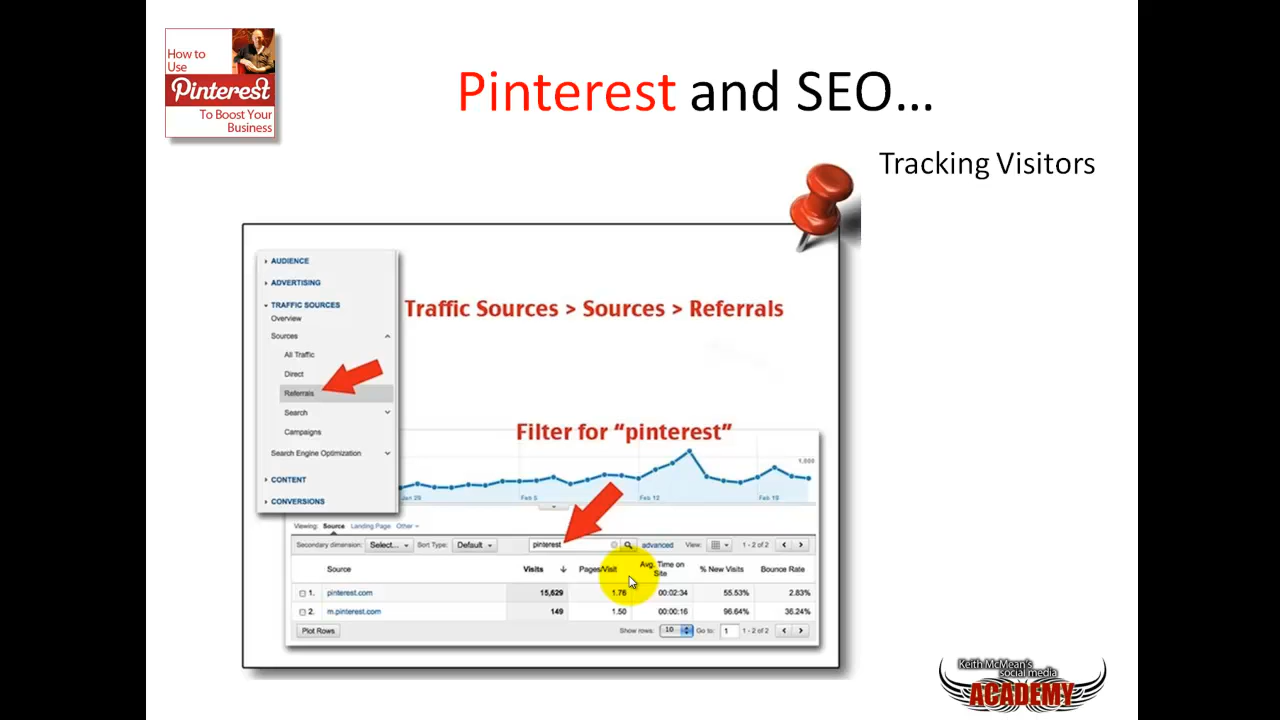 How to
Use
Pinterest
To Boost Your
Business
Pinterest and SEO...
Tracking Visitors
AUDIENCE
ADVERTISING
TRAFFIC SOURCES
Overview
Sources
All Traffic
Direct
Referrals
Search
Campaigns
Search Engine Optimization
CONTENT
CONVERSIONS
Traffic Sources > Sources > Referrals
Filter for “pinterest”
1,000
Jan 29 Feb 5 Feb 12 Feb 19
Viewing: Source Landing Page Other
Secondary dimension: Select... Sort Type: Default pinterest advanced View: 1 - 2 of 2
Source Visits Pages/Visit Avg. Time on Site % New Visits Bounce Rate
1. pinterest.com 15,629 1.76 00:02:34 55.53% 2.83%
2. m.pinterest.com 149 1.50 00:00:16 96.64% 36.24%
Plot Rows Show rows: 10 Go to: 1 1 - 2 of 2
Keith McMean's
social media
ACADEMY